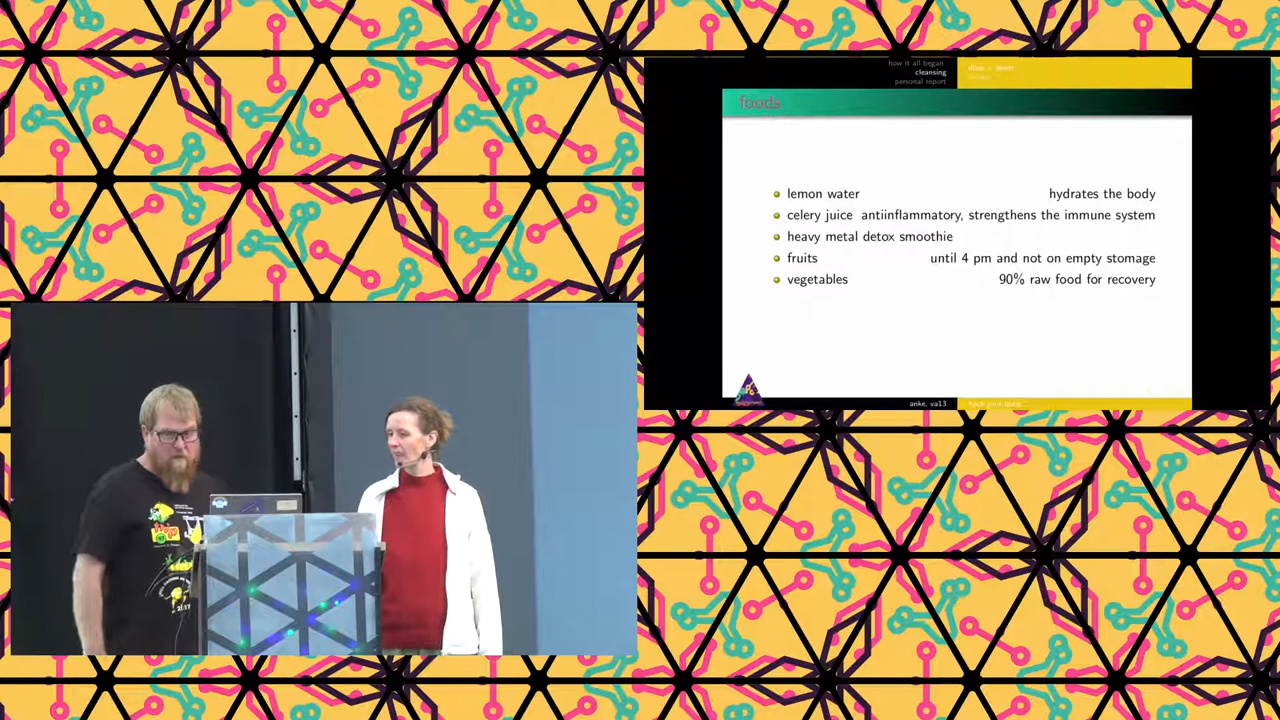 how it all began
cleansing
personal report
foods
lemon water hydrates the body
celery juice antiinflammatory, strengthens the immune system
heavy metal detox smoothie
fruits until 4 pm and not on empty stomage
vegetables 90% raw food for recovery
anke, va13